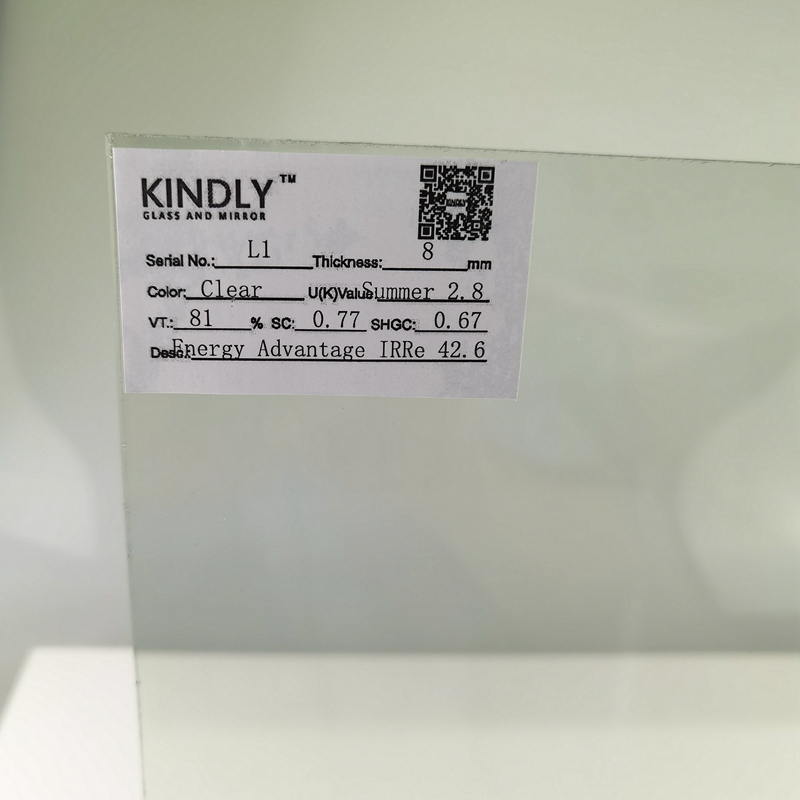 KINDLY™
GLASS AND MIRROR
Serial No.: L1 Thickness: 8 mm
Color: Clear U(K)Value Summer 2.8
VT.: 81 % SC: 0.77 SHGC: 0.67
Desc.: Energy Advantage IRRe 42.6